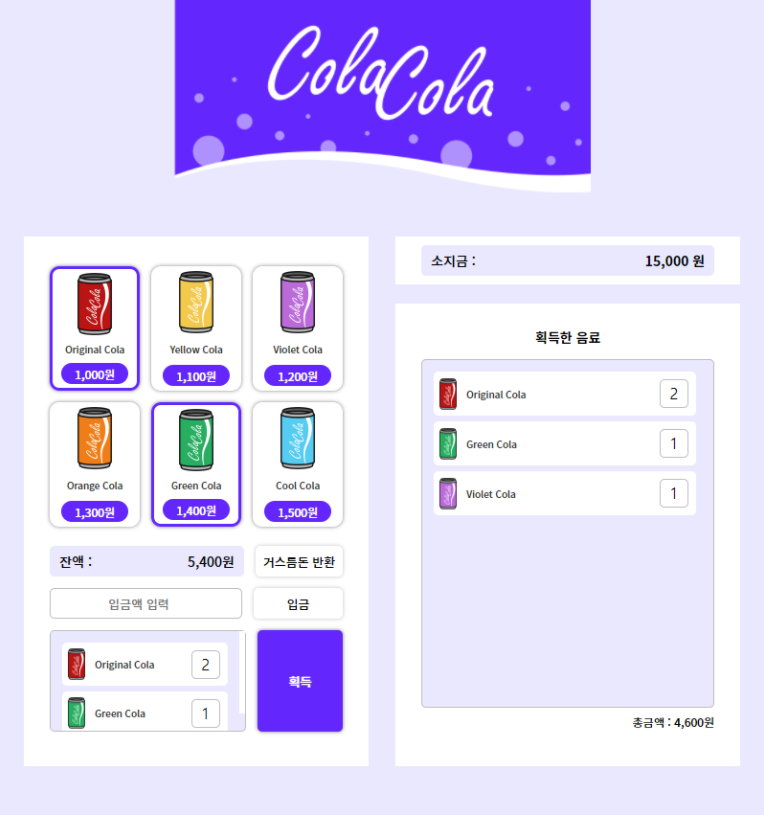 ColaCola
Original Cola
1,000원
Yellow Cola
1,100원
Violet Cola
1,200원
Orange Cola
1,300원
Green Cola
1,400원
Cool Cola
1,500원
잔액 : 5,400원
거스름돈 반환
입금액 입력
입금
Original Cola 2
Green Cola 1
획득
소지금 : 15,000 원
획득한 음료
Original Cola 2
Green Cola 1
Violet Cola 1
총금액 : 4,600원